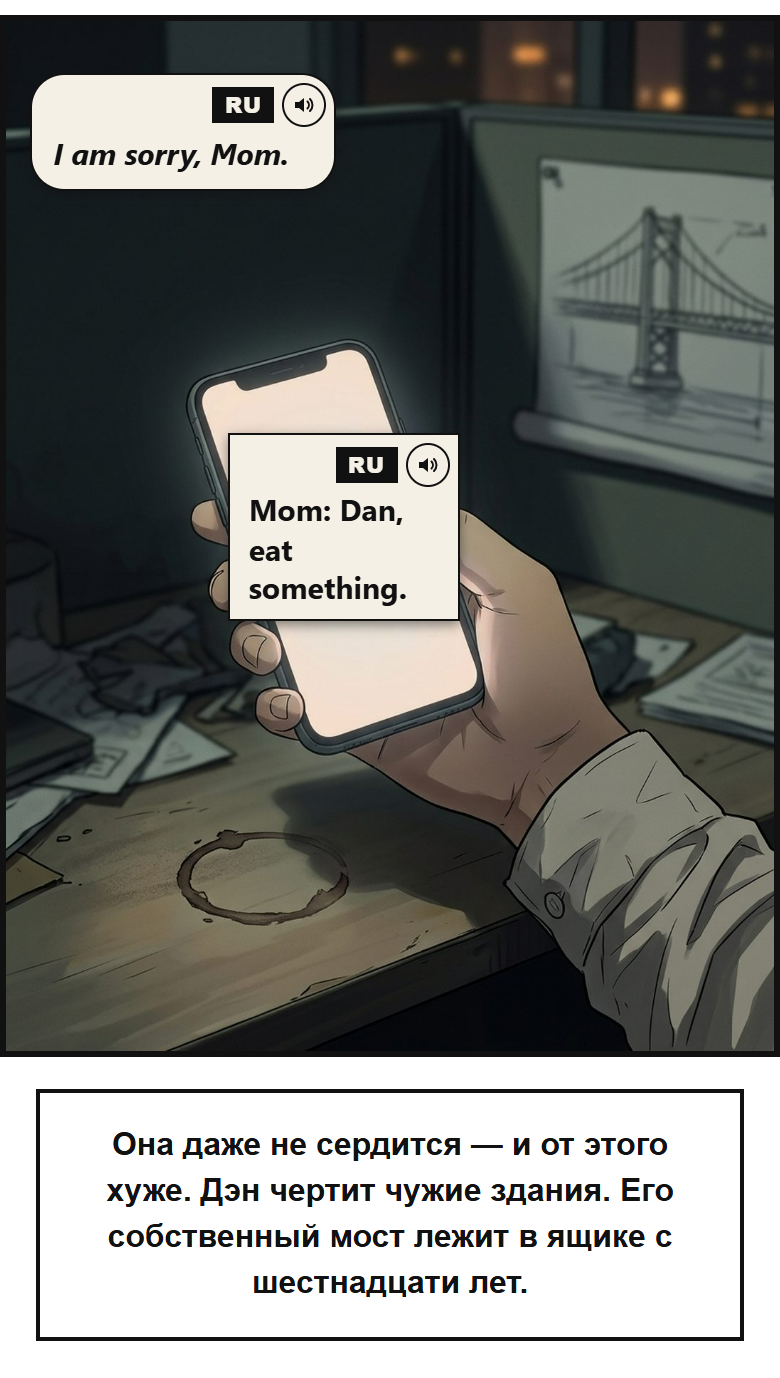 RU
I am sorry, Mom.
RU
Mom: Dan,
eat
something.
Она даже не сердится — и от этого
хуже. Дэн чертит чужие здания. Его
собственный мост лежит в ящике с
шестнадцати лет.